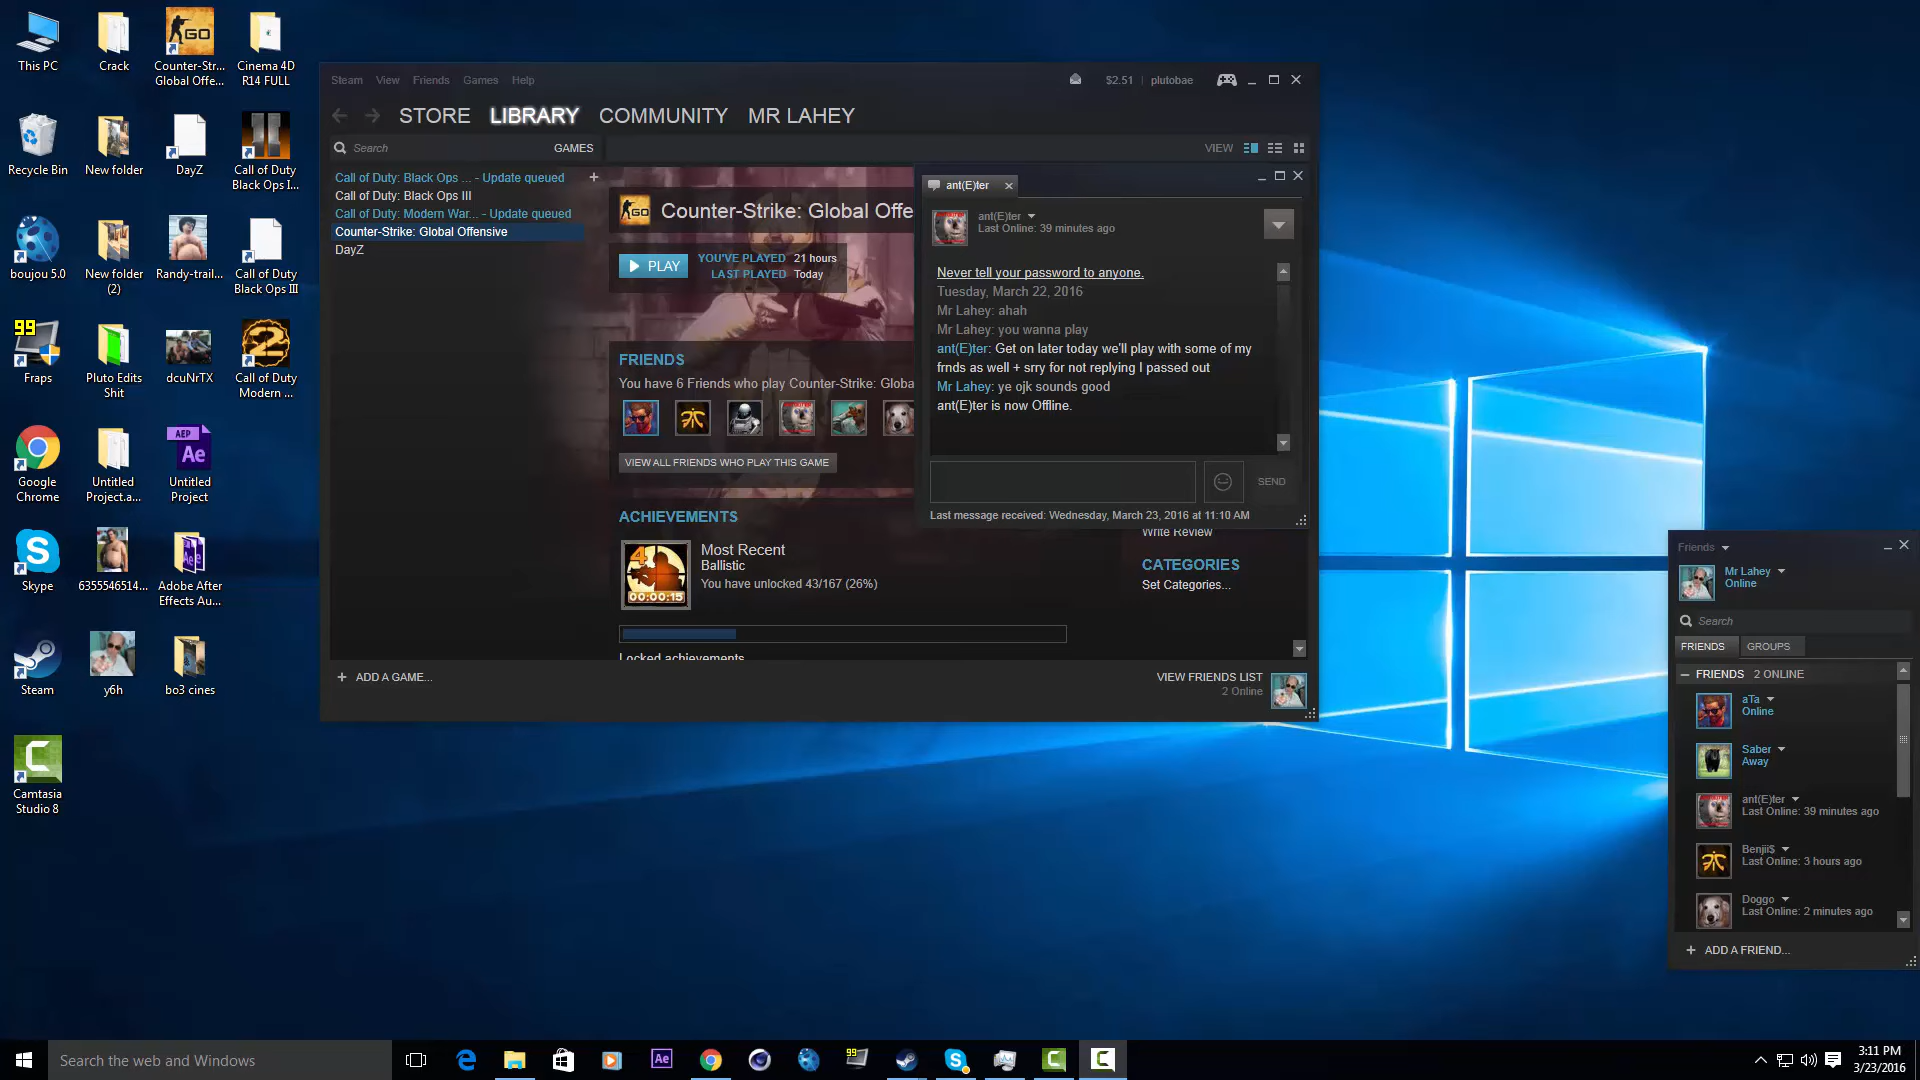 This PC
Crack
Counter-Str...
Global Offe...
Cinema 4D
R14 FULL
Recycle Bin
New folder
DayZ
Call of Duty
Black Ops I...
boujou 5.0
New folder
(2)
Randy-trail...
Call of Duty
Black Ops III
99
Fraps
Pluto Edits
Shit
dcuNrTX
Call of Duty
Modern ...
Google
Chrome
Untitled
Project.a...
AEP
Ae
Untitled
Project
Skype
6355546514...
Adobe After
Effects Au...
Steam
y6h
bo3 cines
Camtasia
Studio 8
Steam View Friends Games Help
$2.51 | plutobae
STORE LIBRARY COMMUNITY MR LAHEY
Search GAMES
VIEW
Call of Duty: Black Ops ... - Update queued
Call of Duty: Black Ops III
Call of Duty: Modern War... - Update queued
Counter-Strike: Global Offensive
DayZ
GO
Counter-Strike: Global Offe
PLAY
YOU'VE PLAYED 21 hours
LAST PLAYED Today
FRIENDS
You have 6 Friends who play Counter-Strike: Globa
VIEW ALL FRIENDS WHO PLAY THIS GAME
ACHIEVEMENTS
4
00:00:15
Most Recent
Ballistic
You have unlocked 43/167 (26%)
Locked achievements
Write Review
CATEGORIES
Set Categories...
+ ADD A GAME...
VIEW FRIENDS LIST
2 Online
ant(E)ter
ant(E)ter
Last Online: 39 minutes ago
Never tell your password to anyone.
Tuesday, March 22, 2016
Mr Lahey: ahah
Mr Lahey: you wanna play
ant(E)ter: Get on later today we'll play with some of my
frnds as well + srry for not replying I passed out
Mr Lahey: ye ojk sounds good
ant(E)ter is now Offline.
SEND
Last message received: Wednesday, March 23, 2016 at 11:10 AM
Friends
Mr Lahey
Online
Search
FRIENDS GROUPS
FRIENDS 2 ONLINE
aTa
Online
Saber
Away
ant(E)ter
Last Online: 39 minutes ago
Benjii$
Last Online: 3 hours ago
Doggo
Last Online: 2 minutes ago
+ ADD A FRIEND...
Search the web and Windows
Ae
99
3:11 PM
3/23/2016